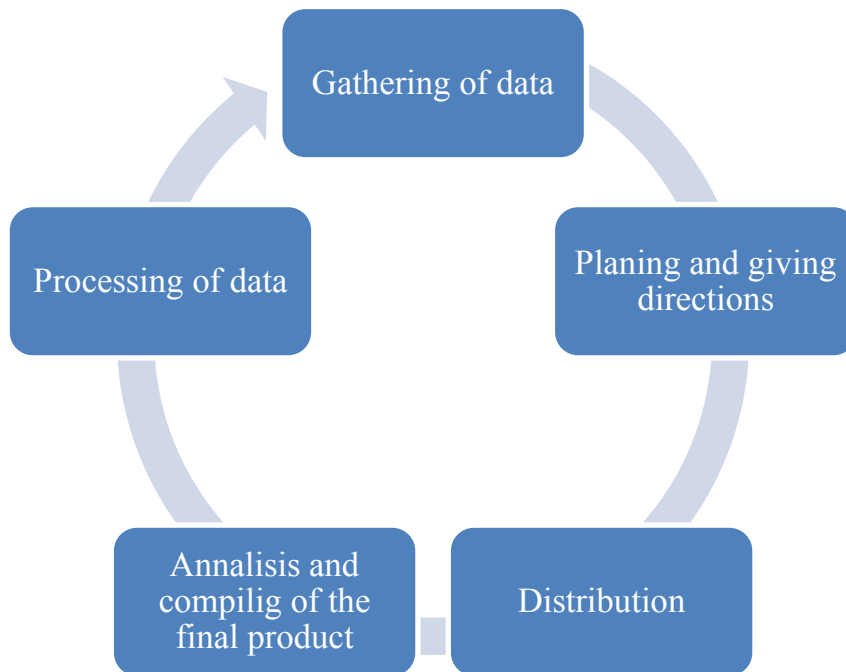 Gathering of data
Planing and giving
directions
Distribution
Annalisis and
compilig of the
final product
Processing of data